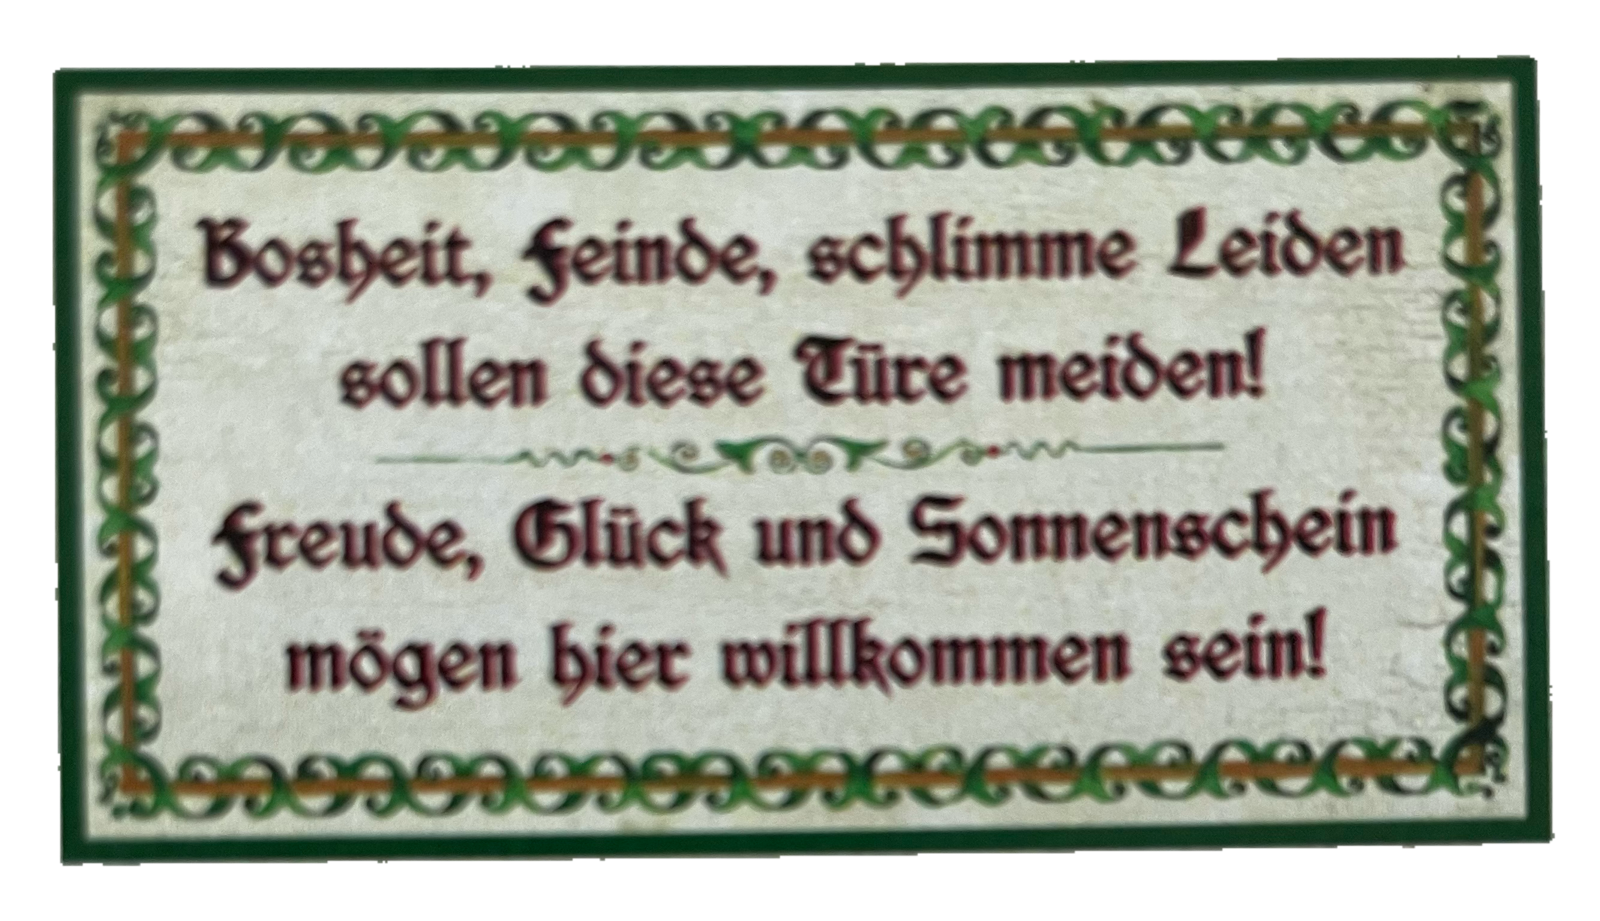 Bosheit, Feinde, schlimme Leiden
sollen diese Türe meiden!
Freude, Glück und Sonnenschein
mögen hier willkommen sein!